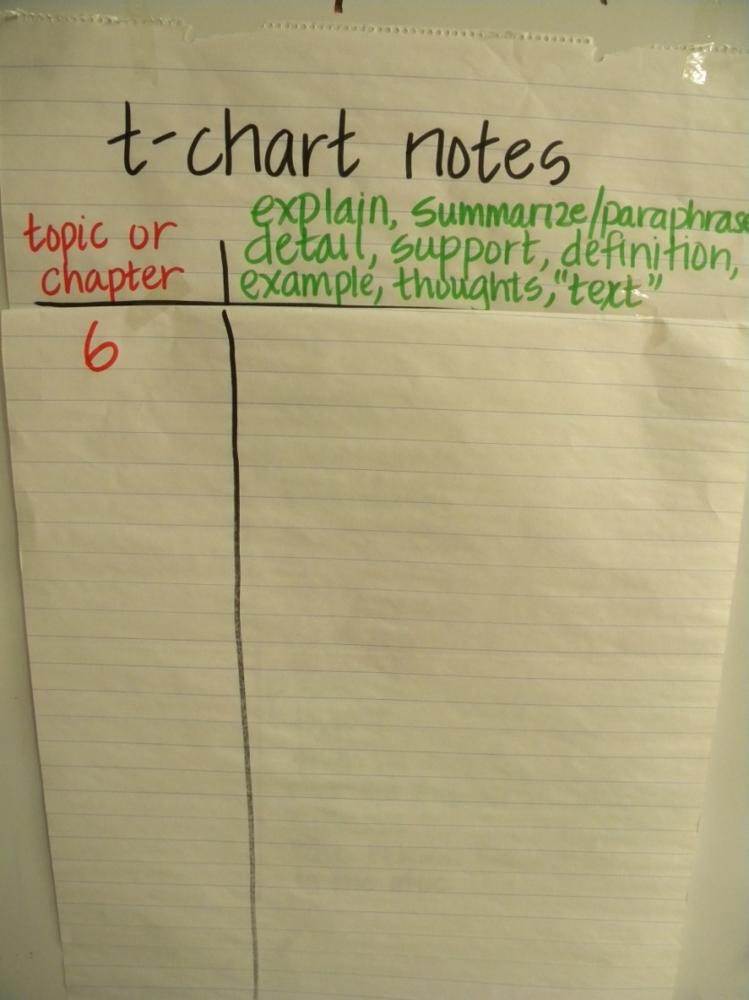 t-chart notes
topic or
chapter
explain, summarize/paraphrase
detail, support, definition,
example, thoughts, "text"
6